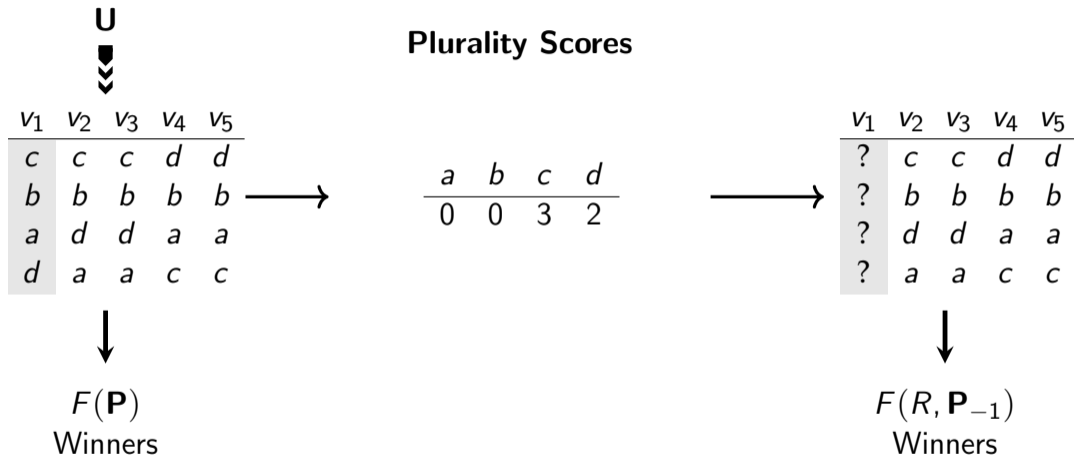 U
Plurality Scores
v1 v2 v3 v4 v5
c c c d d
b b b b b
a d d a a
d a a c c
a b c d
0 0 3 2
v1 v2 v3 v4 v5
? c c d d
? b b b b
? d d a a
? a a c c
F(P)
Winners
F(R, P−1)
Winners